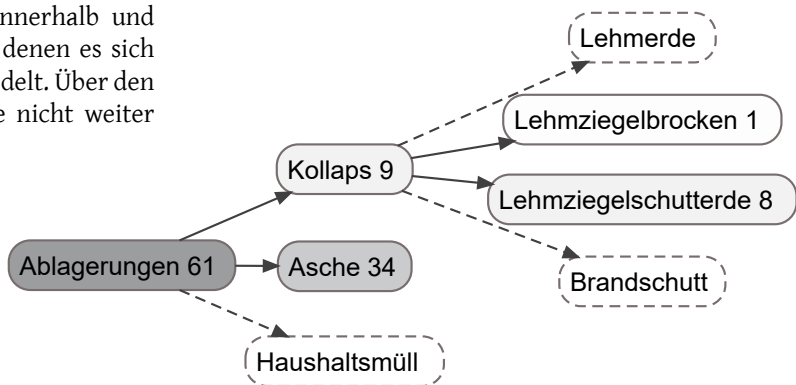 nnerhalb und
denen es sich
delt. Über den
e nicht weiter
Lehmerde
Lehmziegelbrocken 1
Kollaps 9
Lehmziegelschutterde 8
Ablagerungen 61
Asche 34
Brandschutt
Haushaltsmüll